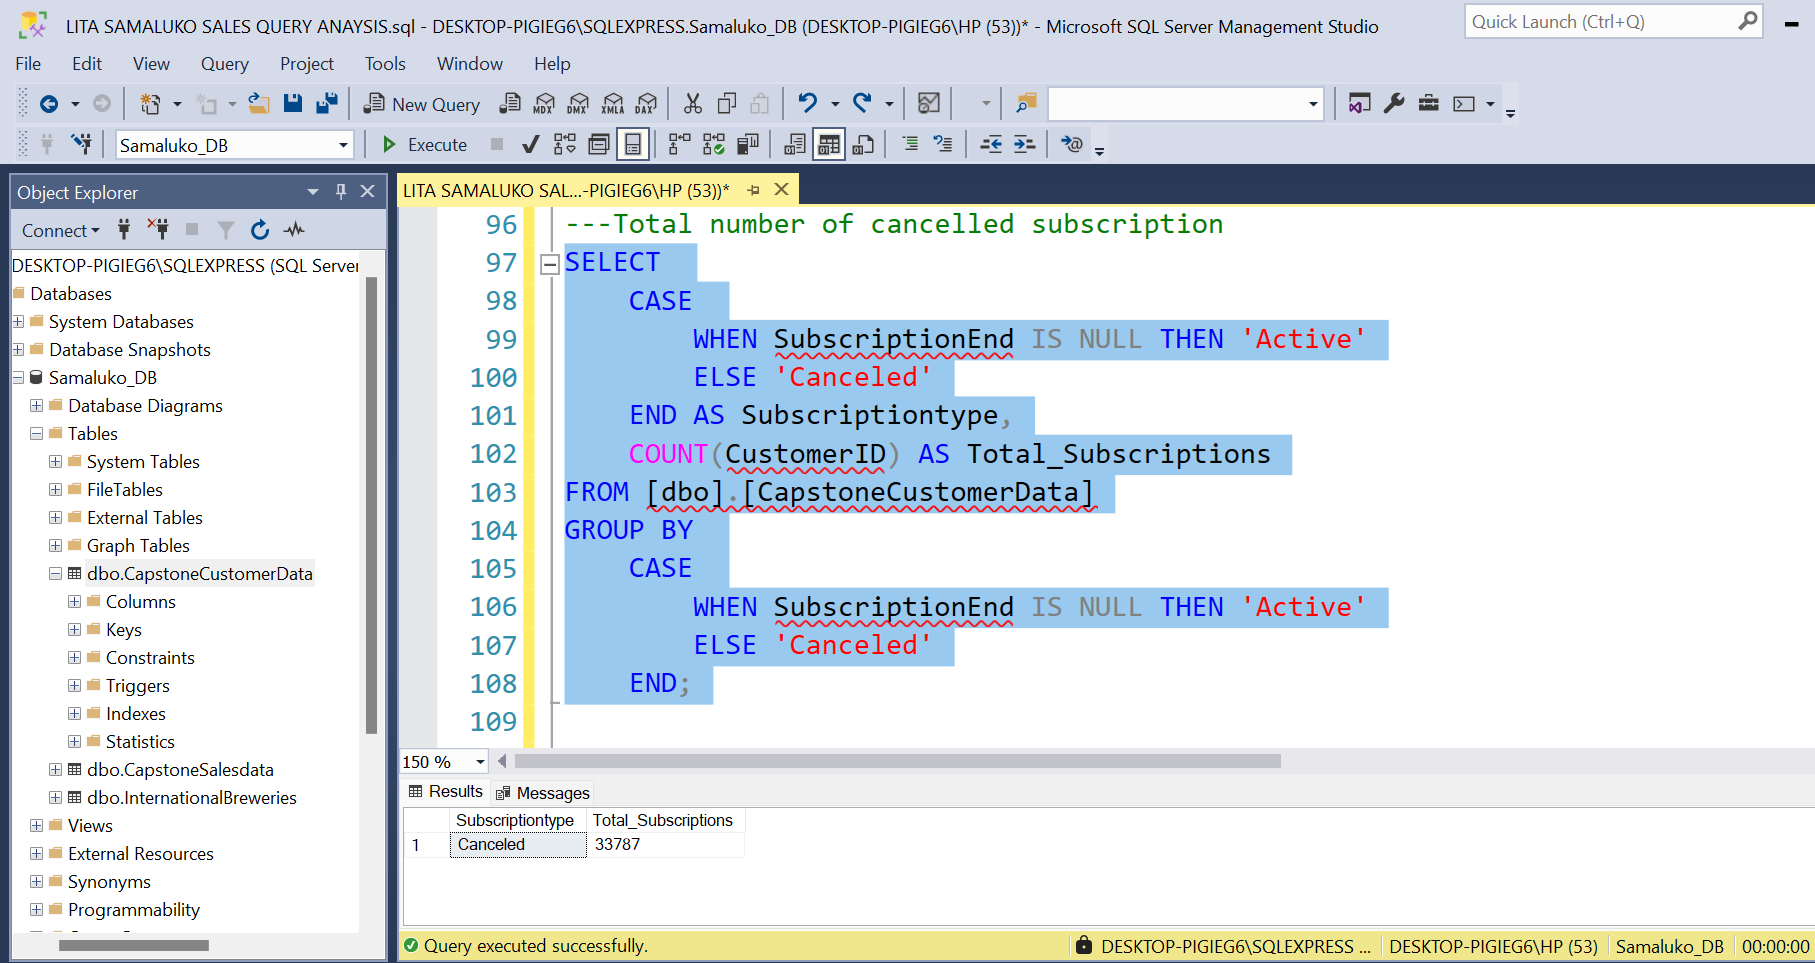 LITA SAMALUKO SALES QUERY ANAYSIS.sql - DESKTOP-PIGIEG6\SQLEXPRESS.Samaluko_DB (DESKTOP-PIGIEG6\HP (53))* - Microsoft SQL Server Management Studio
Quick Launch (Ctrl+Q)
File Edit View Query Project Tools Window Help
New Query MDX DMX XMLA DAX
Samaluko_DB Execute
Object Explorer
Connect
DESKTOP-PIGIEG6\SQLEXPRESS (SQL Server
Databases
System Databases
Database Snapshots
Samaluko_DB
Database Diagrams
Tables
System Tables
FileTables
External Tables
Graph Tables
dbo.CapstoneCustomerData
Columns
Keys
Constraints
Triggers
Indexes
Statistics
dbo.CapstoneSalesdata
dbo.InternationalBreweries
Views
External Resources
Synonyms
Programmability
LITA SAMALUKO SAL...-PIGIEG6\HP (53))*
96 ---Total number of cancelled subscription
97 SELECT
98 CASE
99 WHEN SubscriptionEnd IS NULL THEN 'Active'
100 ELSE 'Canceled'
101 END AS Subscriptiontype,
102 COUNT(CustomerID) AS Total_Subscriptions
103 FROM [dbo].[CapstoneCustomerData]
104 GROUP BY
105 CASE
106 WHEN SubscriptionEnd IS NULL THEN 'Active'
107 ELSE 'Canceled'
108 END;
109
150 %
Results Messages
Subscriptiontype Total_Subscriptions
1 Canceled 33787
Query executed successfully. DESKTOP-PIGIEG6\SQLEXPRESS ... DESKTOP-PIGIEG6\HP (53) Samaluko_DB 00:00:00